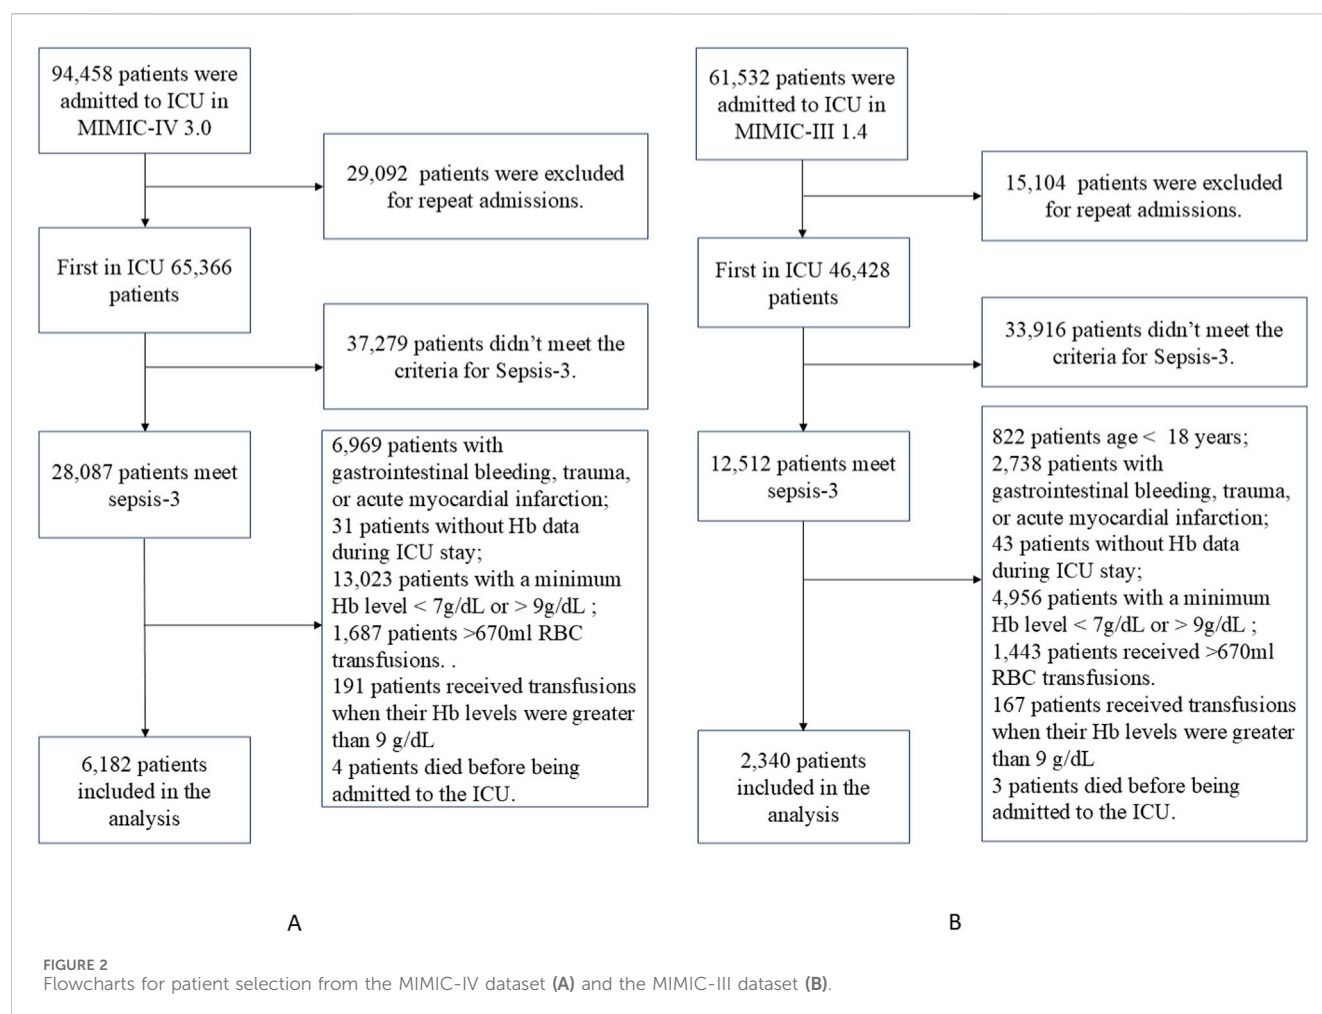 94,458 patients were
admitted to ICU in
MIMIC-IV 3.0
29,092 patients were excluded
for repeat admissions.
First in ICU 65,366
patients
37,279 patients didn't meet the
criteria for Sepsis-3.
28,087 patients meet
sepsis-3
6,969 patients with
gastrointestinal bleeding, trauma,
or acute myocardial infarction;
31 patients without Hb data
during ICU stay;
13,023 patients with a minimum
Hb level < 7g/dL or > 9g/dL ;
1,687 patients >670ml RBC
transfusions. .
191 patients received transfusions
when their Hb levels were greater
than 9 g/dL
4 patients died before being
admitted to the ICU.
6,182 patients
included in the
analysis
A
61,532 patients were
admitted to ICU in
MIMIC-III 1.4
15,104 patients were excluded
for repeat admissions.
First in ICU 46,428
patients
33,916 patients didn't meet the
criteria for Sepsis-3.
12,512 patients meet
sepsis-3
822 patients age < 18 years;
2,738 patients with
gastrointestinal bleeding, trauma,
or acute myocardial infarction;
43 patients without Hb data
during ICU stay;
4,956 patients with a minimum
Hb level < 7g/dL or > 9g/dL ;
1,443 patients received >670ml
RBC transfusions.
167 patients received transfusions
when their Hb levels were greater
than 9 g/dL
3 patients died before being
admitted to the ICU.
2,340 patients
included in the
analysis
B
FIGURE 2
Flowcharts for patient selection from the MIMIC-IV dataset (A) and the MIMIC-III dataset (B).